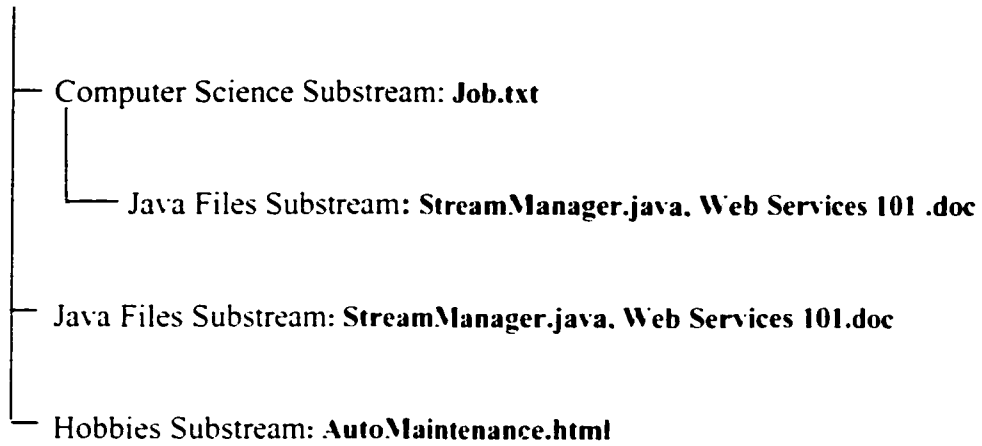 Computer Science Substream: Job.txt
Java Files Substream: StreamManager.java, Web Services 101 .doc
Java Files Substream: StreamManager.java, Web Services 101.doc
Hobbies Substream: AutoMaintenance.html